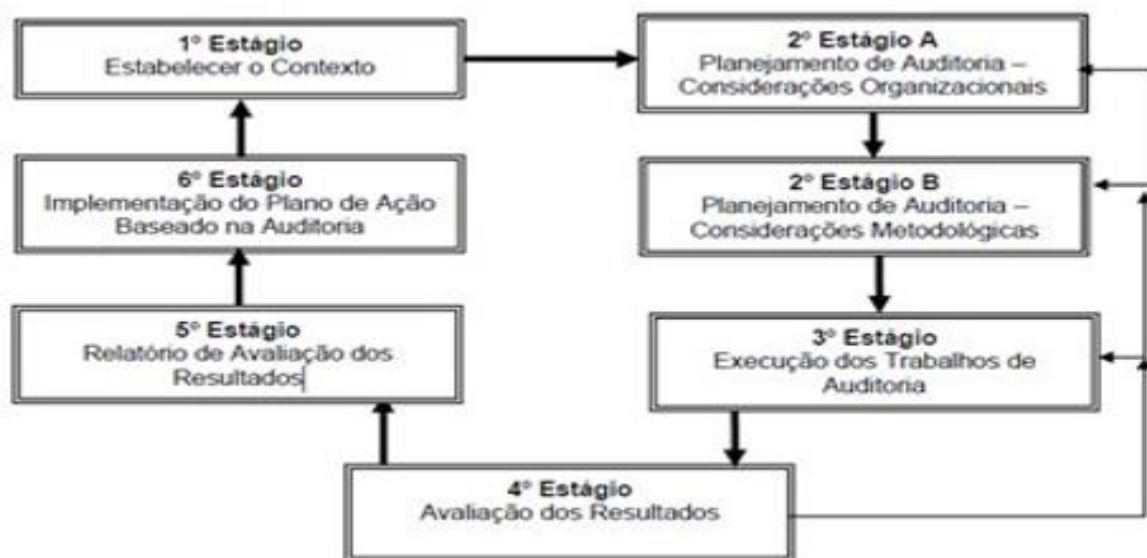 1º Estágio
Estabelecer o Contexto
2º Estágio A
Planejamento de Auditoria –
Considerações Organizacionais
6º Estágio
Implementação do Plano de Ação
Baseado na Auditoria
2º Estágio B
Planejamento de Auditoria –
Considerações Metodológicas
5º Estágio
Relatório de Avaliação dos
Resultados
3º Estágio
Execução dos Trabalhos de
Auditoria
4º Estágio
Avaliação dos Resultados